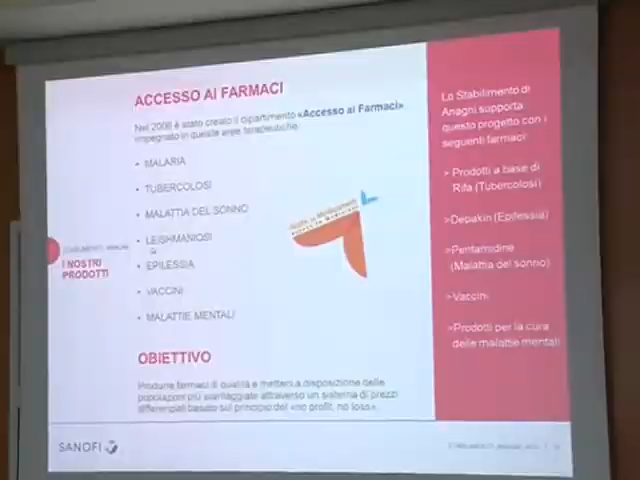 ACCESSO AI FARMACI
Nel 2006 è stato creato il dipartimento «Accesso ai Farmaci»
impegnato in queste aree terapeutiche:
• MALARIA
• TUBERCOLOSI
• MALATTIA DEL SONNO
• LEISHMANIOSI
• EPILESSIA
• VACCINI
• MALATTIE MENTALI
I NOSTRI
PRODOTTI
OBIETTIVO
Produrre farmaci di qualità e metterli a disposizione delle
popolazioni più svantaggiate attraverso un sistema di prezzi
differenziati basato sul principio del «no profit, no loss».
Lo Stabilimento di
Anagni supporta
questo progetto con i
seguenti farmaci:
> Prodotti a base di
Rifa (Tubercolosi)
>Depakin (Epilessia)
>Pentamidine
(Malattia del sonno)
>Vaccini
>Prodotti per la cura
delle malattie mentali
SANOFI